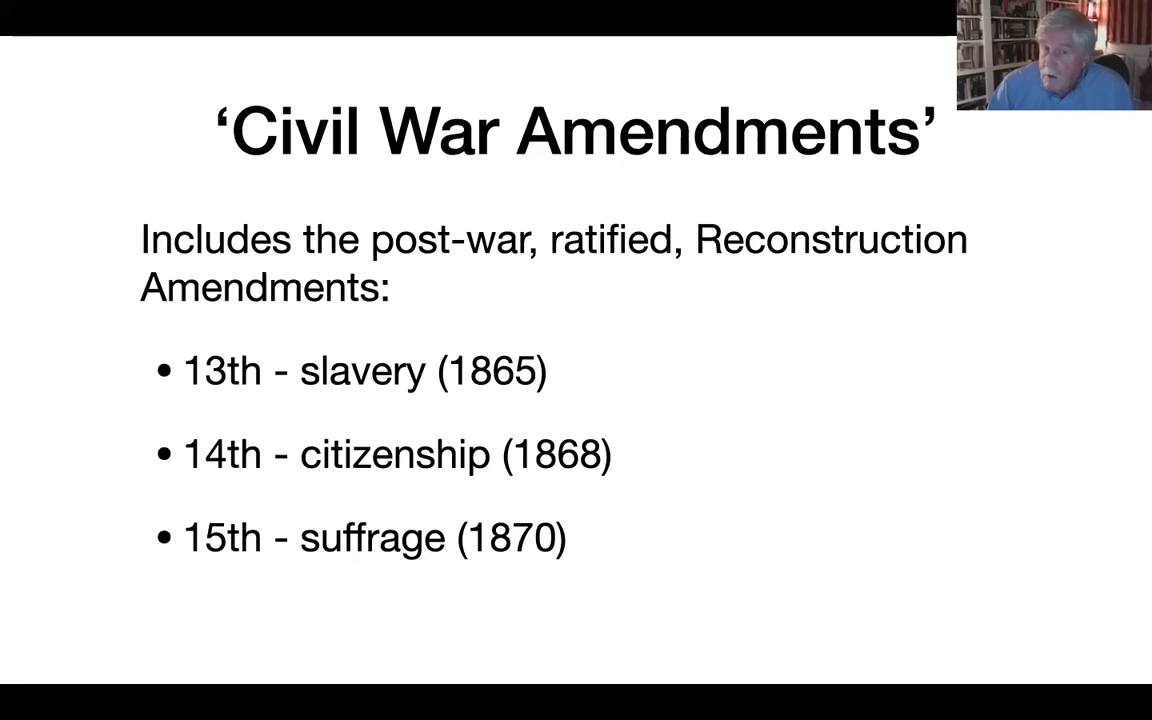 ‘Civil War Amendments’
Includes the post-war, ratified, Reconstruction
Amendments:
• 13th - slavery (1865)
• 14th - citizenship (1868)
• 15th - suffrage (1870)